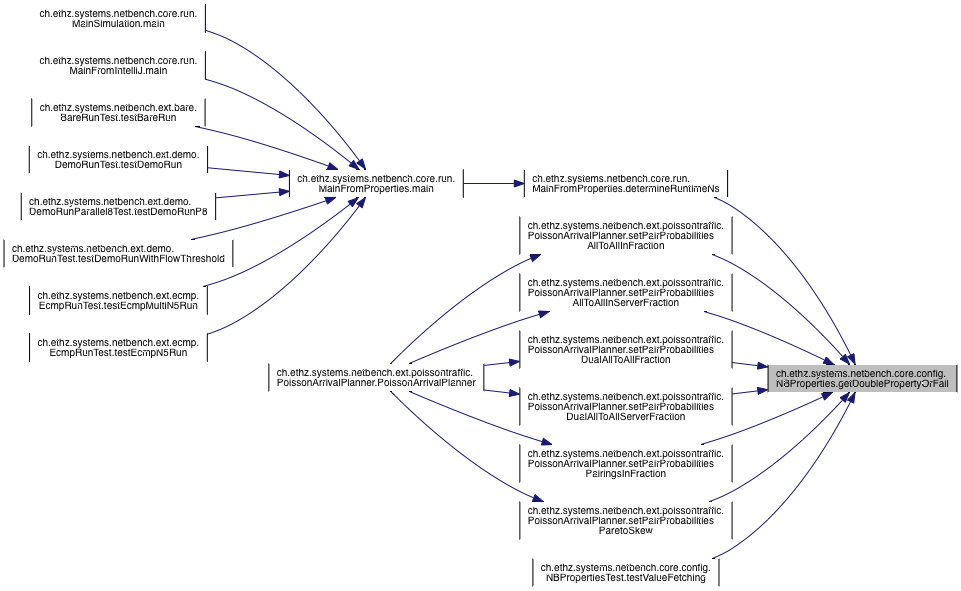 ch.ethz.systems.netbench.core.run.
MainSimulation.main
ch.ethz.systems.netbench.core.run.
MainFromIntelliJ.main
ch.ethz.systems.netbench.ext.bare.
BareRunTest.testBareRun
ch.ethz.systems.netbench.ext.demo.
DemoRunTest.testDemoRun
ch.ethz.systems.netbench.ext.demo.
DemoRunParallel8Test.testDemoRunP8
ch.ethz.systems.netbench.ext.demo.
DemoRunTest.testDemoRunWithFlowThreshold
ch.ethz.systems.netbench.ext.ecmp.
EcmpRunTest.testEcmpMultiN5Run
ch.ethz.systems.netbench.ext.ecmp.
EcmpRunTest.testEcmpN5Run
ch.ethz.systems.netbench.core.run.
MainFromProperties.main
ch.ethz.systems.netbench.ext.poissontraffic.
PoissonArrivalPlanner.PoissonArrivalPlanner
ch.ethz.systems.netbench.core.run.
MainFromProperties.determineRuntimeNs
ch.ethz.systems.netbench.ext.poissontraffic.
PoissonArrivalPlanner.setPairProbabilities
AllToAllInFraction
ch.ethz.systems.netbench.ext.poissontraffic.
PoissonArrivalPlanner.setPairProbabilities
AllToAllInServerFraction
ch.ethz.systems.netbench.ext.poissontraffic.
PoissonArrivalPlanner.setPairProbabilities
DualAllToAllFraction
ch.ethz.systems.netbench.ext.poissontraffic.
PoissonArrivalPlanner.setPairProbabilities
DualAllToAllServerFraction
ch.ethz.systems.netbench.ext.poissontraffic.
PoissonArrivalPlanner.setPairProbabilities
PairingsInFraction
ch.ethz.systems.netbench.ext.poissontraffic.
PoissonArrivalPlanner.setPairProbabilities
ParetoSkew
ch.ethz.systems.netbench.core.config.
NBPropertiesTest.testValueFetching
ch.ethz.systems.netbench.core.config.
NBProperties.getDoublePropertyOrFail